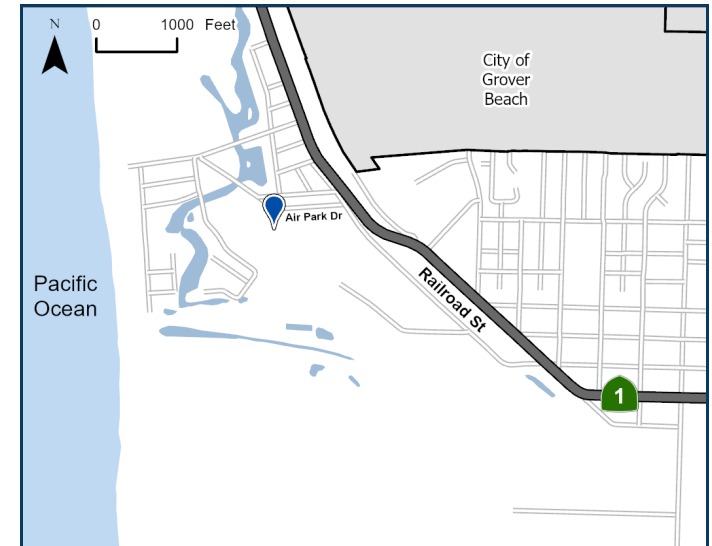 N
0 1000 Feet
City of
Grover
Beach
Air Park Dr
Pacific
Ocean
Railroad St
1